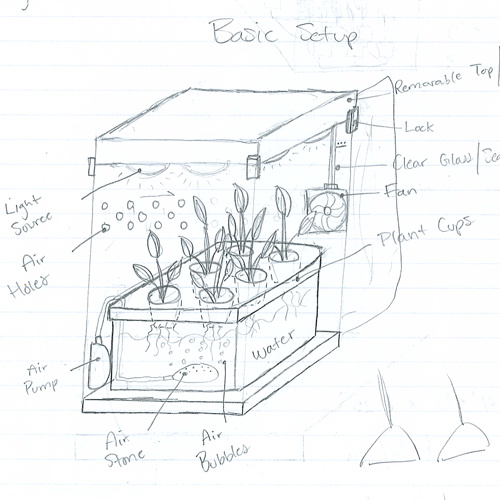 Basic Setup
Removable Top/
Lock
Clear Glass/
Fan
Plant Cups
Light
Source
Air
Holes
Water
Air
Pump
Air
Stone
Air
Bubbles